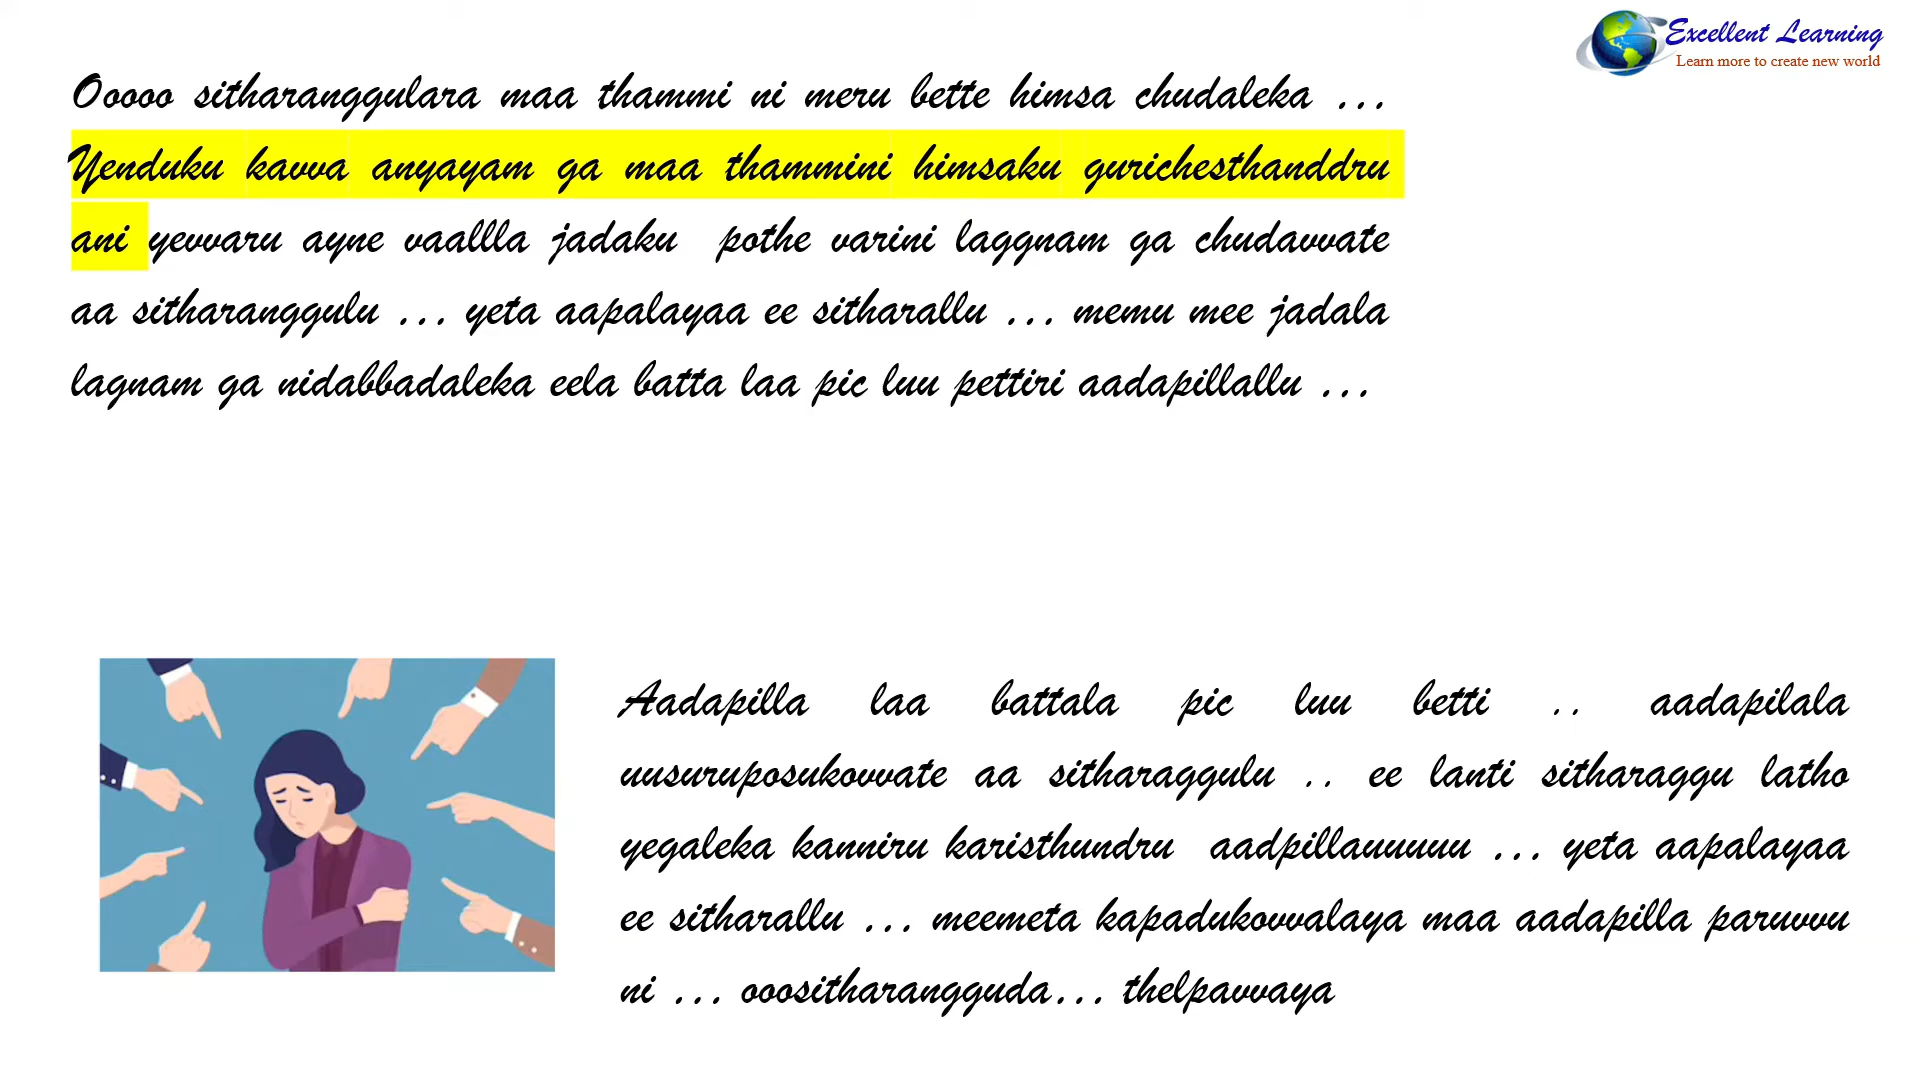 Excellent Learning
Learn more to create new world
Ooooo sitharanggulara maa thammi ni meru bette himsa chudaleka ...
Yenduku kavva anyayam ga maa thammini himsaku gurichesthanddru
ani yevvaru ayne vaallla jadaku pothe varini laggnam ga chudavvate
aa sitharanggulu ... yeta aapalayaa ee sitharallu ... memu mee jadala
lagnam ga nidabbadaleka eela batta laa pic luu pettiri aadapillallu ...
Aadapilla laa battala pic luu betti .. aadapilala
uusuruposukovvate aa sitharaggulu .. ee lanti sitharaggu latho
yegaleka kanniru karisthundru aadpillauuuuu ... yeta aapalayaa
ee sitharallu ... meemeta kapadukovvalaya maa aadapilla paruvvu
ni ... ooositharangguda... thelpavvaya